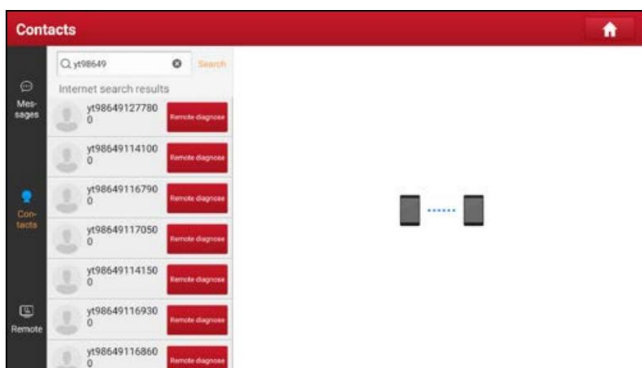 Contacts
yt98649
Search
Internet search results
Mes-
sages
Con-
tacts
Remote
yt98649127780
0
Remote diagnose
yt98649114100
0
Remote diagnose
yt98649116790
0
Remote diagnose
yt98649117050
0
Remote diagnose
yt98649114150
0
Remote diagnose
yt98649116930
0
Remote diagnose
yt98649116860
0
Remote diagnose